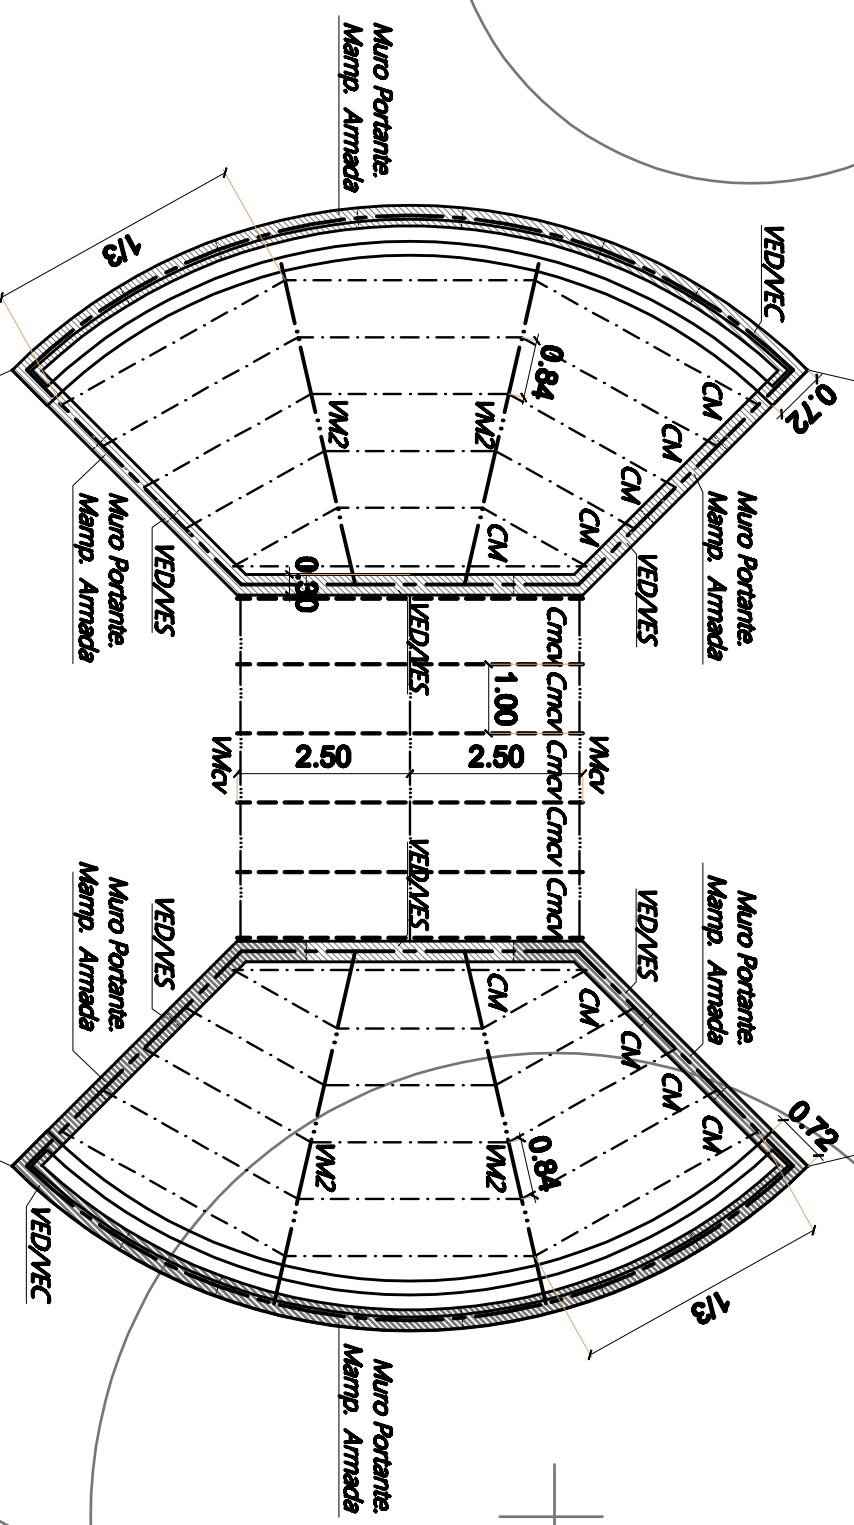 Muro Portante.
Mamp. Armada
VED/VEC
1/3
0.72
0.84
CM
CM
CM
CM
CM
VM2
VM2
Muro Portante.
Mamp. Armada
Muro Portante.
Mamp. Armada
VED/VES
VED/VES
0.30
VED/VES
Cmcv
Cmcv
Cmcv
Cmcv
Cmcv
1.00
2.50
2.50
VMcv
VMcv
VED/VES
Muro Portante.
Mamp. Armada
Muro Portante.
Mamp. Armada
VED/VES
VED/VES
CM
CM
CM
CM
CM
0.72
0.84
VM2
VM2
VED/VEC
1/3
Muro Portante.
Mamp. Armada